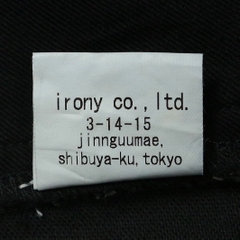 irony co.,ltd.
3-14-15
jinnguumae,
shibuya-ku,tokyo